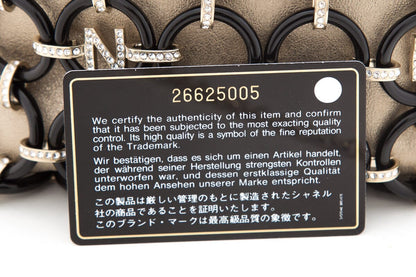 N
26625005
We certify the authenticity of this item and confirm
that it has been subjected to the most exacting quality
control. Its high quality is a symbol of the fine reputation
of the Trademark.
Wir bestätigen, dass es sich um einen Artikel handelt,
der während seiner Herstellung strengsten Kontrollen
unterworfen war, und dessen erstklassige Qualität
dem hohen Ansehen unserer Marke entspricht.
この商品は厳しい管理のもとに製造されたシャネル
社の商品であることを証明いたします。
このブランド・マークは最高級品質の象徴です。